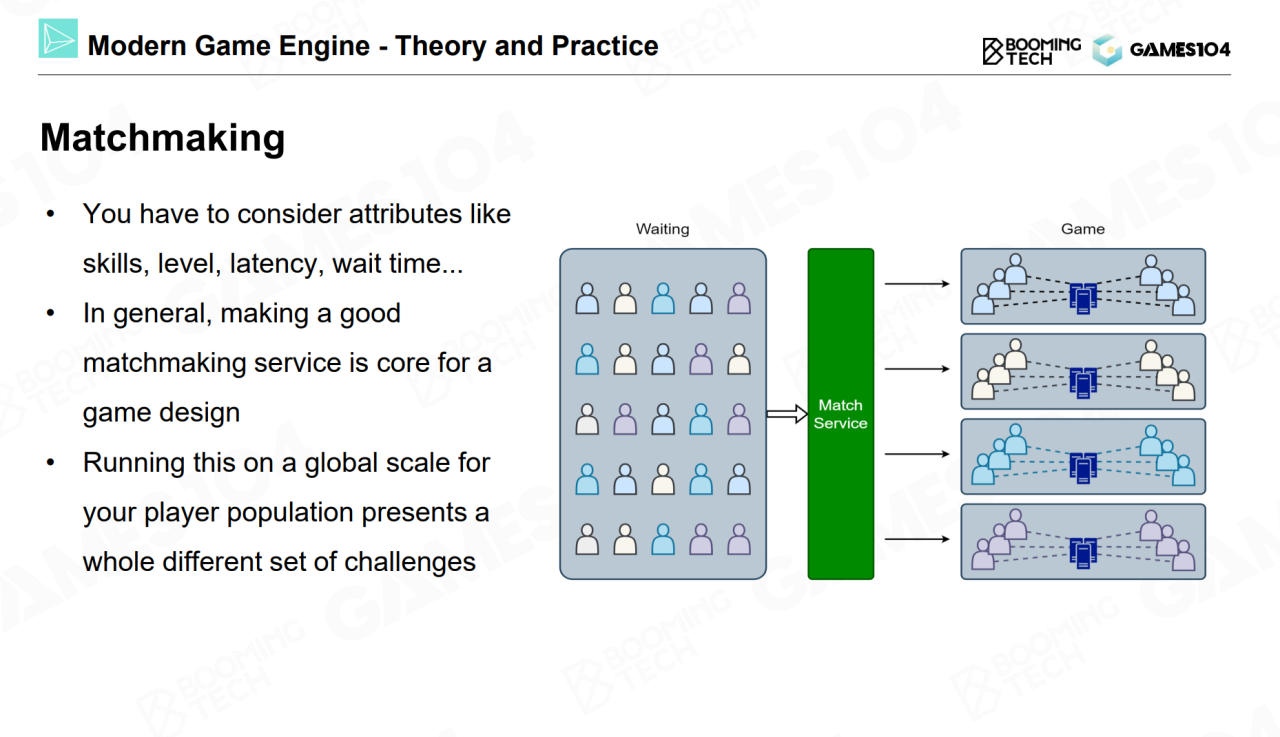 Modern Game Engine - Theory and Practice
BOOMING
TECH
GAMES104
Matchmaking
• You have to consider attributes like
skills, level, latency, wait time...
• In general, making a good
matchmaking service is core for a
game design
• Running this on a global scale for
your player population presents a
whole different set of challenges
Waiting
Match
Service
Game